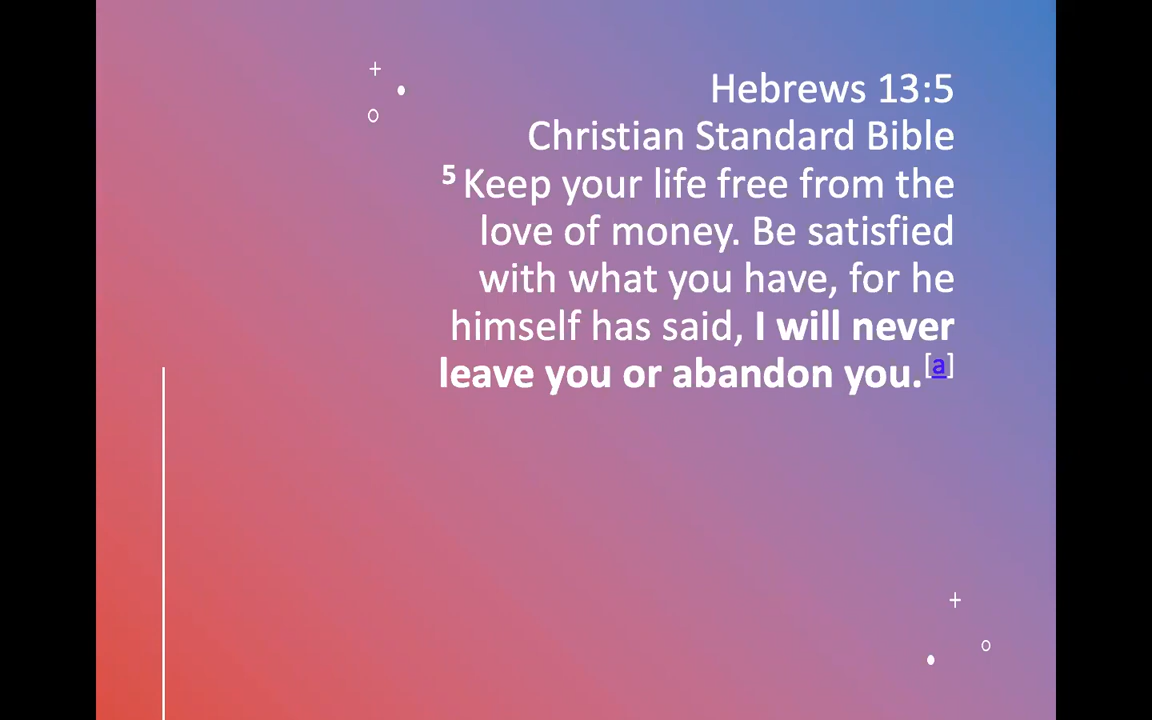 Hebrews 13:5
Christian Standard Bible
5 Keep your life free from the
love of money. Be satisfied
with what you have, for he
himself has said, I will never
leave you or abandon you.[a]